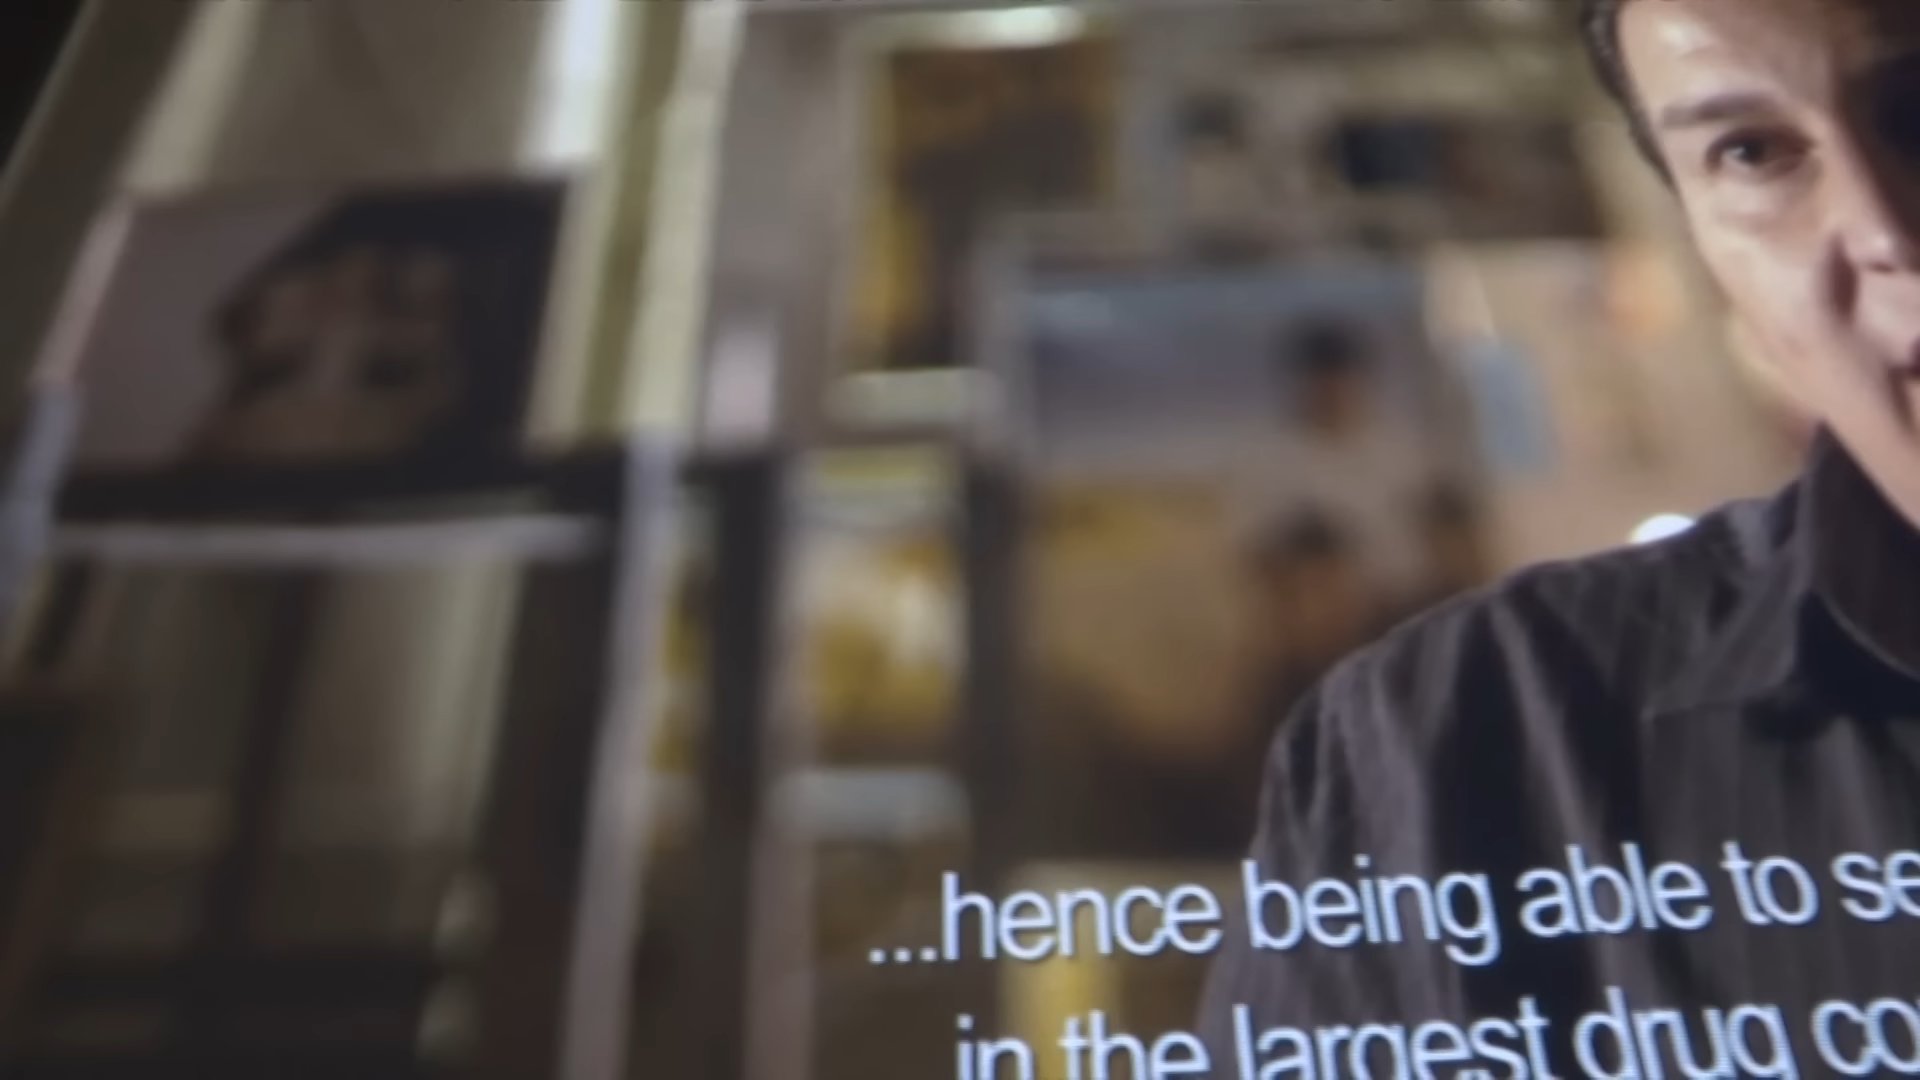 ...hence being able to se
in the largest drug co